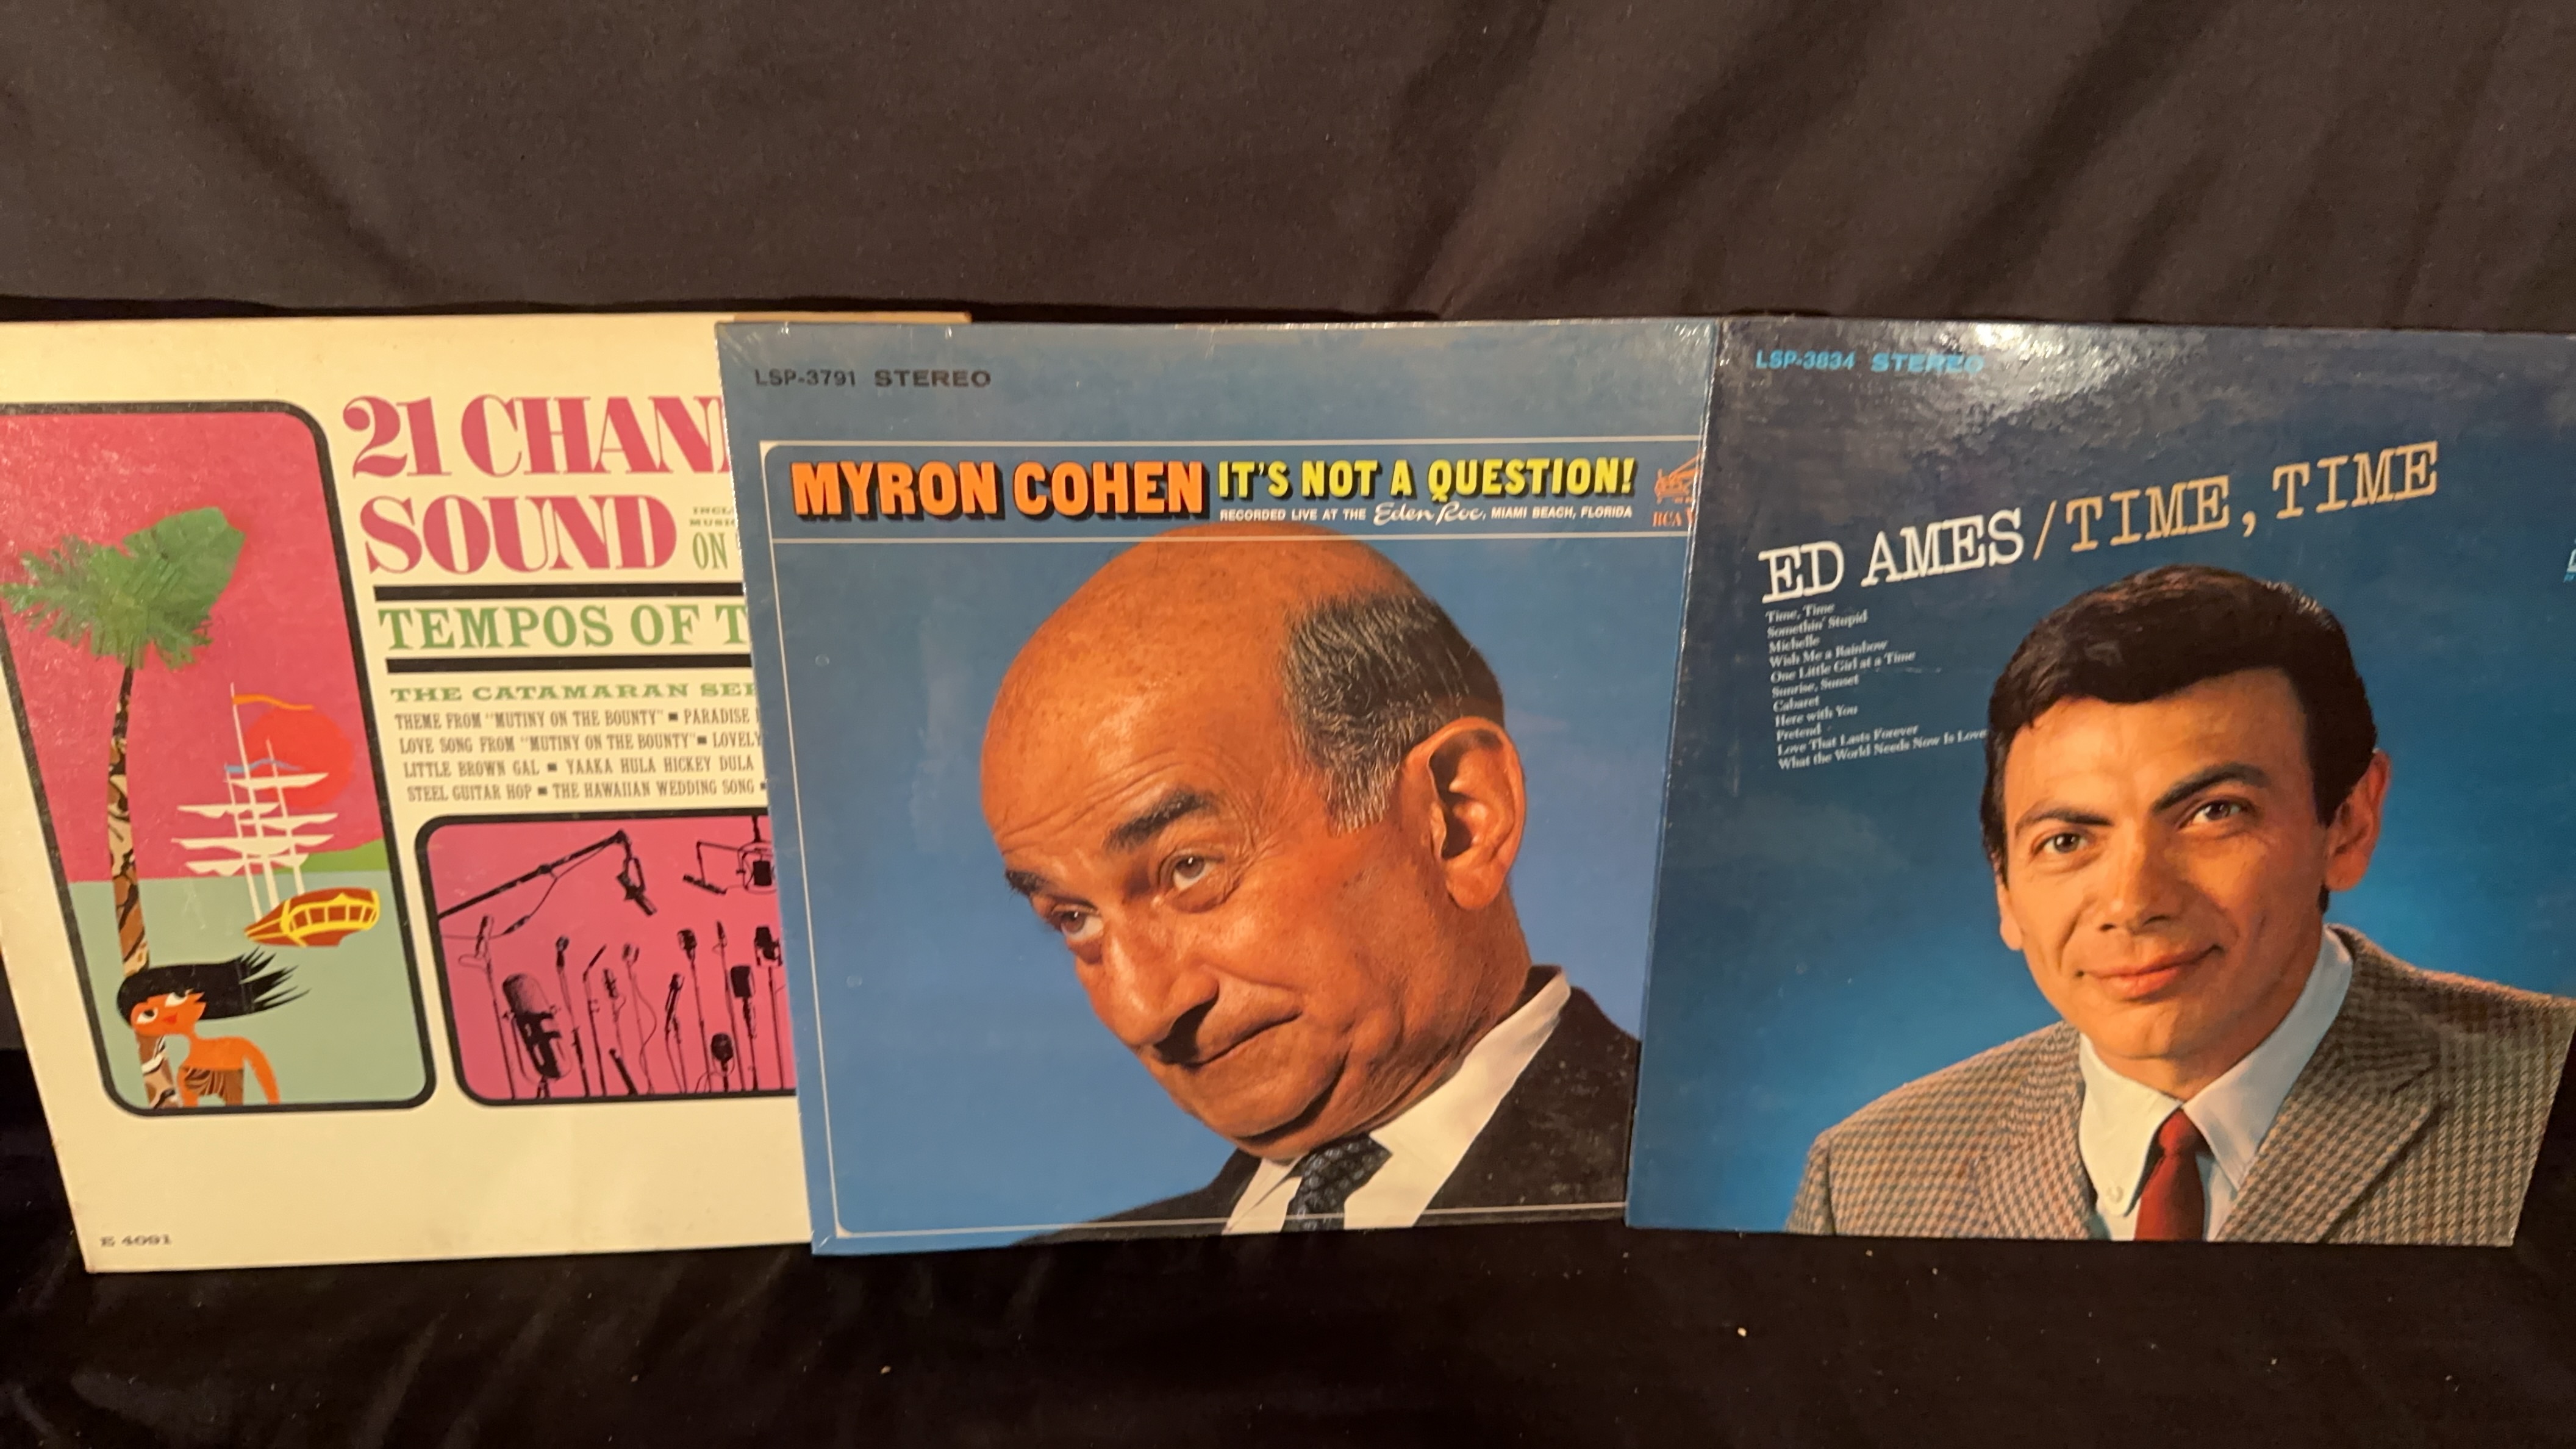 21 CHAN
SOUND
INCL
MUSIC
ON
TEMPOS OF T
THE CATAMARAN SE
THEME FROM "MUTINY ON THE BOUNTY" ■ PARADISE
LOVE SONG FROM "MUTINY ON THE BOUNTY" ■ LOVELY
LITTLE BROWN GAL ■ YAAKA HULA HICKEY DULA
STEEL GUITAR HOP ■ THE HAWAIIAN WEDDING SONG ■
E 4091
LSP-3791 STEREO
MYRON COHEN IT'S NOT A QUESTION!
RECORDED LIVE AT THE Eden Roc, MIAMI BEACH, FLORIDA
RCA V
LSP-3834 STEREO
ED AMES/TIME, TIME
Time, Time
Somethin' Stupid
Michelle
Wish Me a Rainbow
One Little Girl at a Time
Sunrise, Sunset
Cabaret
Here with You
Pretend
Love That Lasts Forever
What the World Needs Now Is Love